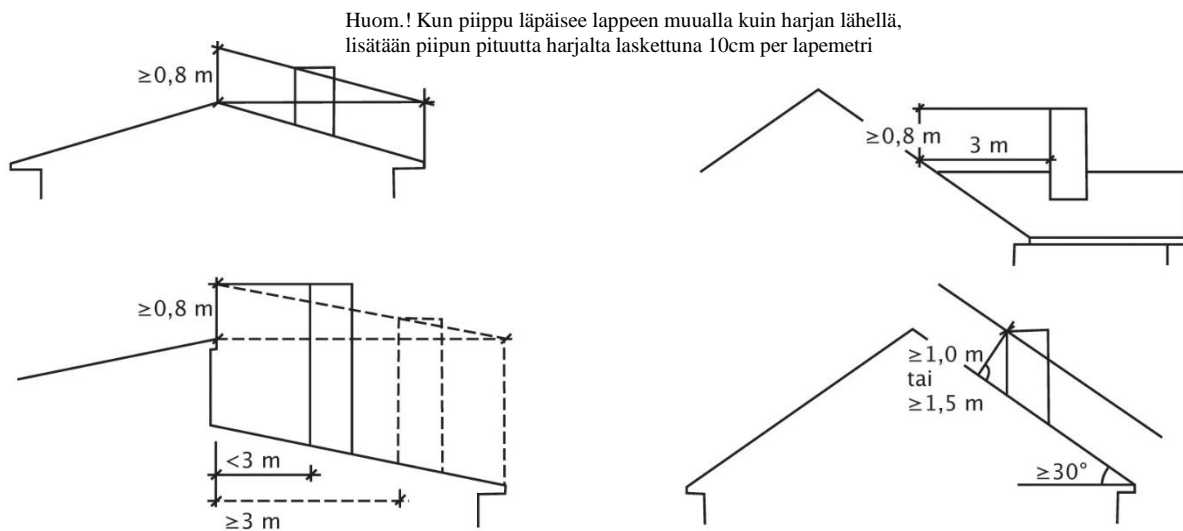 Huom.! Kun piippu läpäisee lappeen muualla kuin harjan lähellä,
lisätään piipun pituutta harjalta laskettuna 10cm per lapemetri
≥0,8 m
≥0,8 m
3 m
≥0,8 m
<3 m
≥3 m
≥1,0 m
tai
≥1,5 m
≥30°